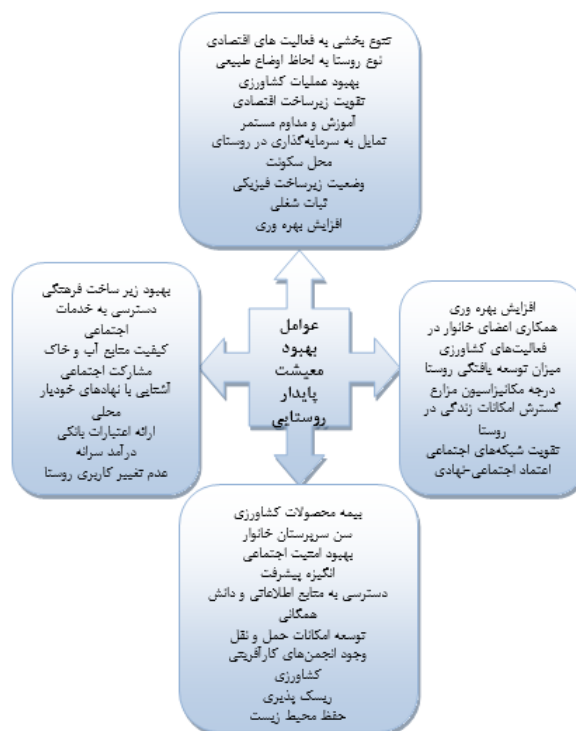 تنوع بخشی به فعالیت های اقتصادی
نوع روستا به لحاظ اوضاع طبیعی
بهبود عملیات کشاورزی
تقویت زیرساخت اقتصادی
آموزش و مداوم مستمر
تمایل به سرمایه‌گذاری در روستای
محل سکونت
وضعیت زیرساخت فیزیکی
ثبات شغلی
افزایش بهره وری
افزایش بهره وری
همکاری اعضای خانوار در
فعالیت‌های کشاورزی
میزان توسعه یافتگی روستا
درجه مکانیزاسیون مزارع
گسترش امکانات زندگی در
روستا
تقویت شبکه‌های اجتماعی
اعتماد اجتماعی-نهادی
عوامل
بهبود
معیشت
پایدار
روستایی
بهبود زیر ساخت فرهنگی
دسترسی به خدمات
اجتماعی
کیفیت منابع آب و خاک
مشارکت اجتماعی
آشنایی با نهادهای خودیار
محلی
ارائه اعتبارات بانکی
درآمد سرانه
عدم تغییر کاربری روستا
بیمه محصولات کشاورزی
سن سرپرستان خانوار
بهبود امنیت اجتماعی
انگیزه پیشرفت
دسترسی به منابع اطلاعاتی و دانش
همگانی
توسعه امکانات حمل و نقل
وجود انجمن‌های کارآفرینی
کشاورزی
ریسک پذیری
حفظ محیط زیست